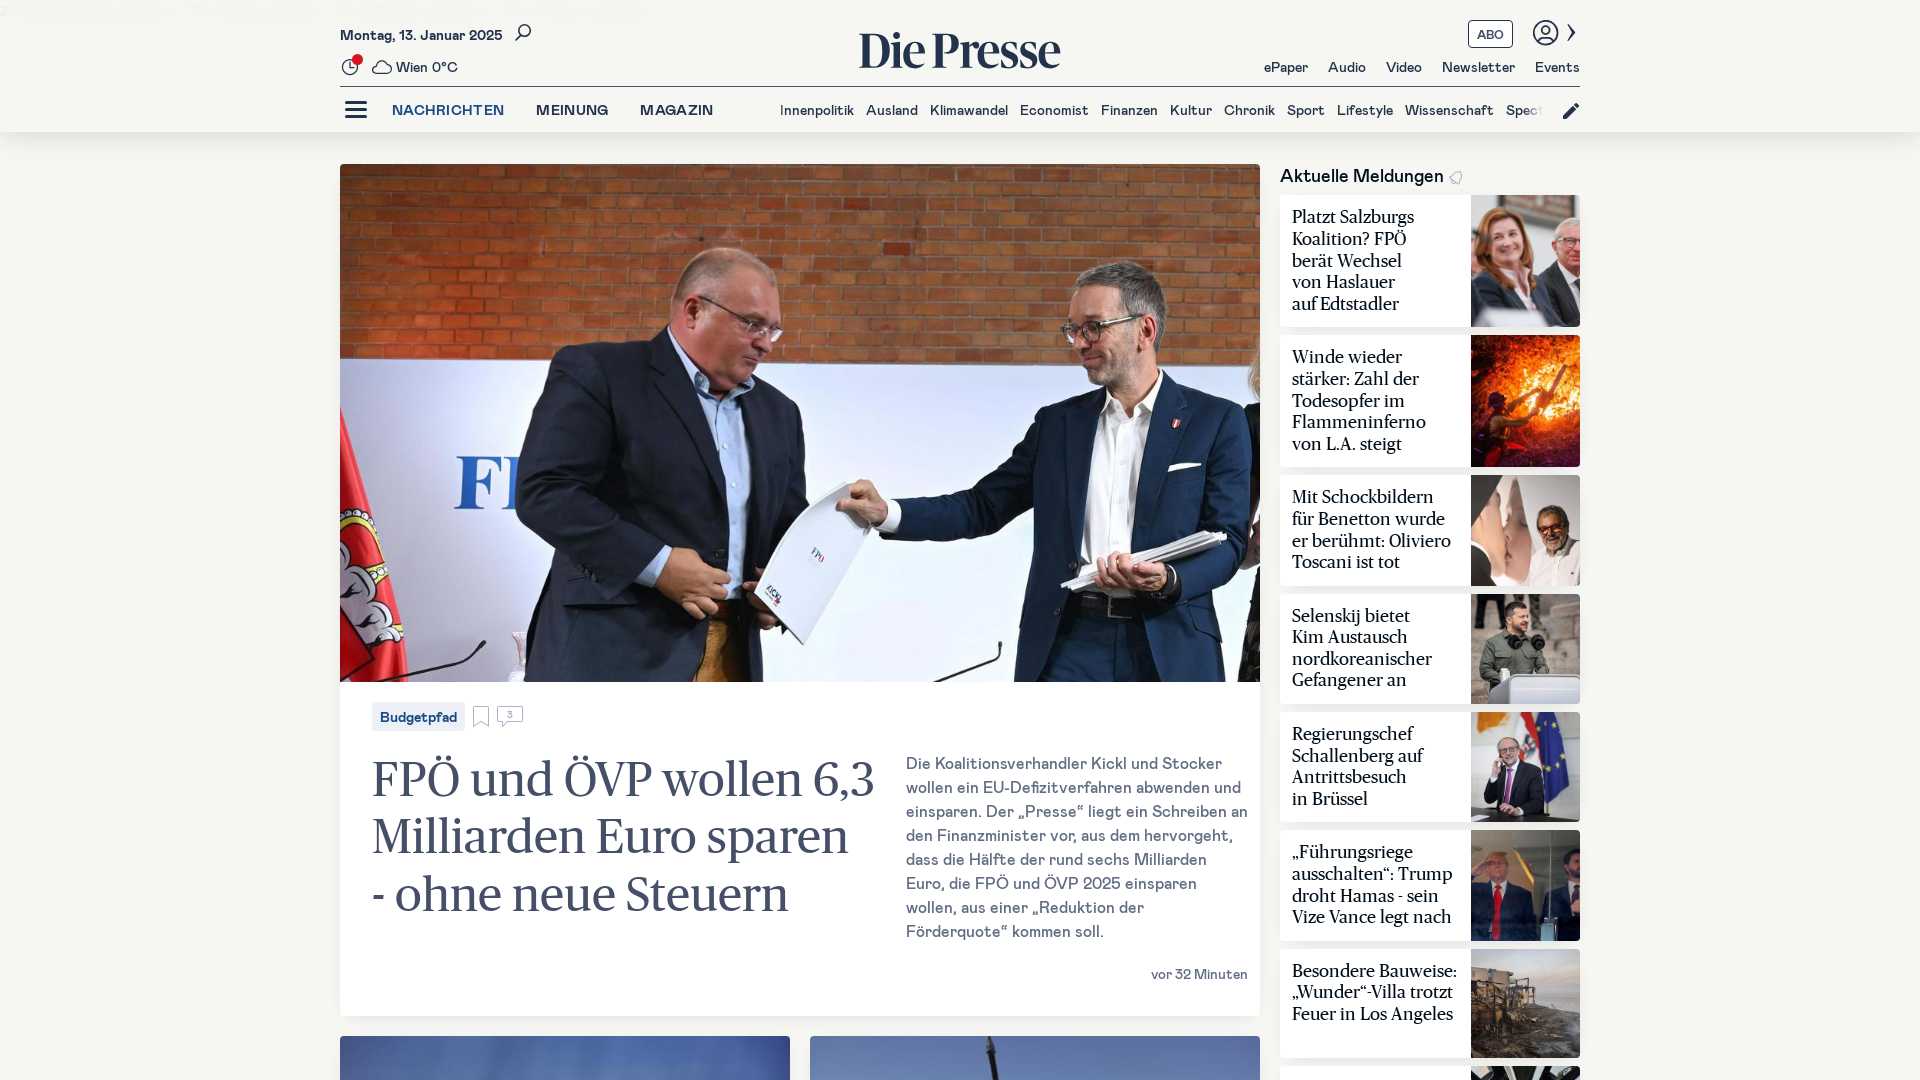 Montag, 13. Januar 2025
Wien 0°C
Die Presse
ABO
ePaper Audio Video Newsletter Events
NACHRICHTEN MEINUNG MAGAZIN
Innenpolitik Ausland Klimawandel Economist Finanzen Kultur Chronik Sport Lifestyle Wissenschaft Spect
FPÖ
KICKL
Budgetpfad
3
FPÖ und ÖVP wollen 6,3
Milliarden Euro sparen
- ohne neue Steuern
Die Koalitionsverhandler Kickl und Stocker
wollen ein EU-Defizitverfahren abwenden und
einsparen. Der „Presse“ liegt ein Schreiben an
den Finanzminister vor, aus dem hervorgeht,
dass die Hälfte der rund sechs Milliarden
Euro, die FPÖ und ÖVP 2025 einsparen
wollen, aus einer „Reduktion der
Förderquote“ kommen soll.
vor 32 Minuten
Aktuelle Meldungen
Platzt Salzburgs
Koalition? FPÖ
berät Wechsel
von Haslauer
auf Edtstadler
Winde wieder
stärker: Zahl der
Todesopfer im
Flammeninferno
von L.A. steigt
Mit Schockbildern
für Benetton wurde
er berühmt: Oliviero
Toscani ist tot
Selenskij bietet
Kim Austausch
nordkoreanischer
Gefangener an
Regierungschef
Schallenberg auf
Antrittsbesuch
in Brüssel
„Führungsriege
ausschalten“: Trump
droht Hamas - sein
Vize Vance legt nach
Besondere Bauweise:
„Wunder“-Villa trotzt
Feuer in Los Angeles